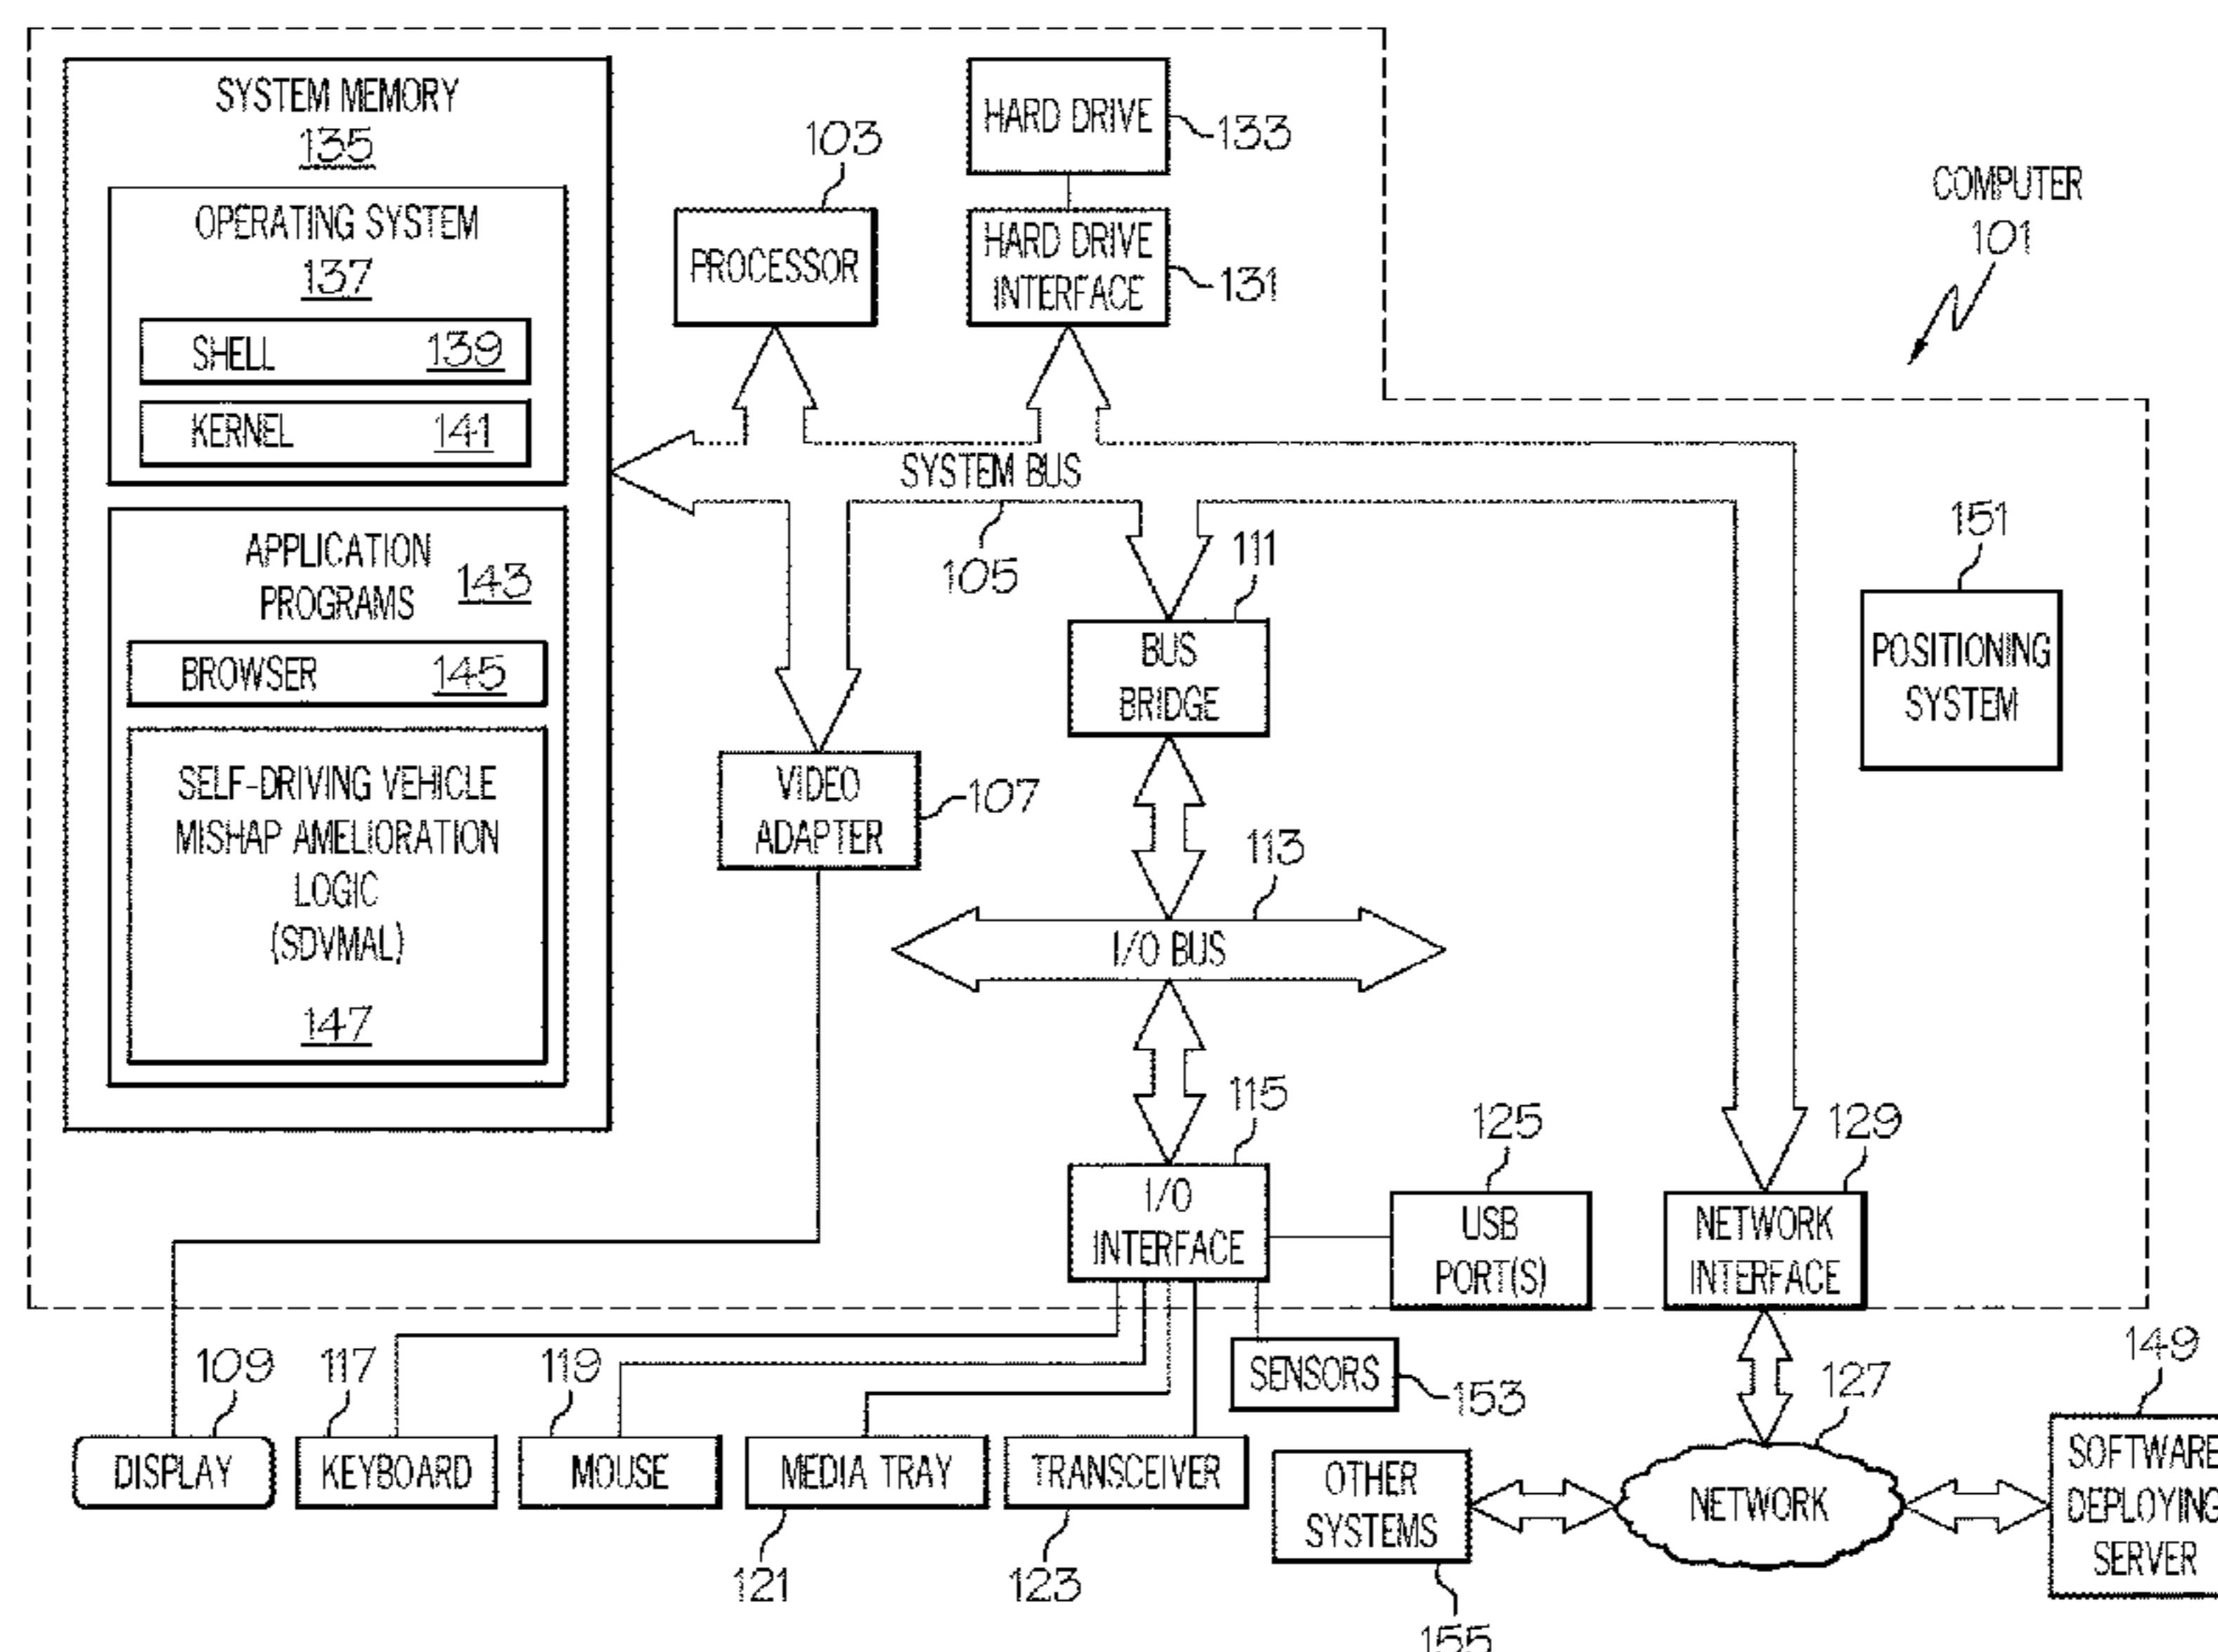 SYSTEM MEMORY
135
OPERATING SYSTEM
137
SHELL 139
KERNEL 141
APPLICATION
PROGRAMS
143
BROWSER 145
SELF-DRIVING VEHICLE
MISHAP AMELIORATION
LOGIC
(SDVMAL)
147
103
PROCESSOR
HARD DRIVE
133
HARD DRIVE
INTERFACE
131
COMPUTER
101
SYSTEM BUS
105
111
BUS
BRIDGE
151
POSITIONING
SYSTEM
VIDEO
ADAPTER
107
113
I/O BUS
115
I/O
INTERFACE
125
USB
PORT(S)
129
NETWORK
INTERFACE
109
DISPLAY
117
KEYBOARD
119
MOUSE
MEDIA TRAY
121
TRANSCEIVER
123
SENSORS
153
OTHER
SYSTEMS
155
127
NETWORK
149
SOFTWARE
DEPLOYING
SERVER